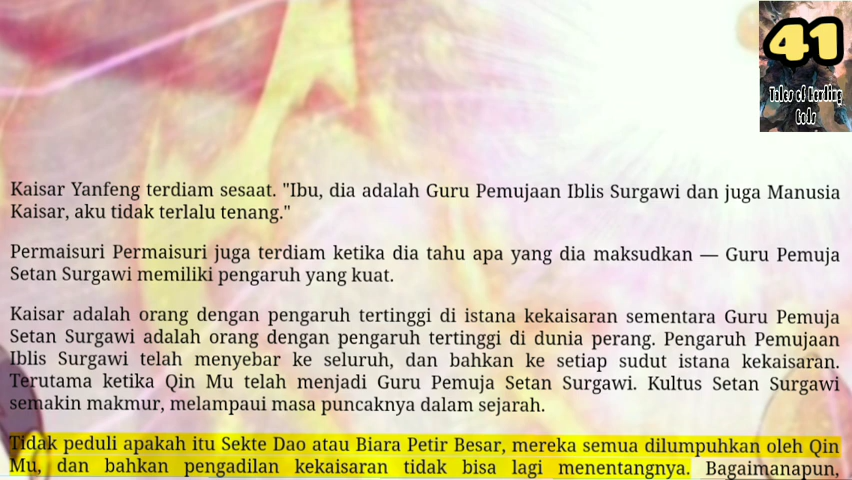 41
Tales of Herding
Gods
Kaisar Yanfeng terdiam sesaat. "Ibu, dia adalah Guru Pemujaan Iblis Surgawi dan juga Manusia
Kaisar, aku tidak terlalu tenang."
Permaisuri Permaisuri juga terdiam ketika dia tahu apa yang dia maksudkan — Guru Pemuja
Setan Surgawi memiliki pengaruh yang kuat.
Kaisar adalah orang dengan pengaruh tertinggi di istana kekaisaran sementara Guru Pemuja
Setan Surgawi adalah orang dengan pengaruh tertinggi di dunia perang. Pengaruh Pemujaan
Iblis Surgawi telah menyebar ke seluruh, dan bahkan ke setiap sudut istana kekaisaran.
Terutama ketika Qin Mu telah menjadi Guru Pemuja Setan Surgawi. Kultus Setan Surgawi
semakin makmur, melampaui masa puncaknya dalam sejarah.
Tidak peduli apakah itu Sekte Dao atau Biara Petir Besar, mereka semua dilumpuhkan oleh Qin
Mu, dan bahkan pengadilan kekaisaran tidak bisa lagi menentangnya. Bagaimanapun,